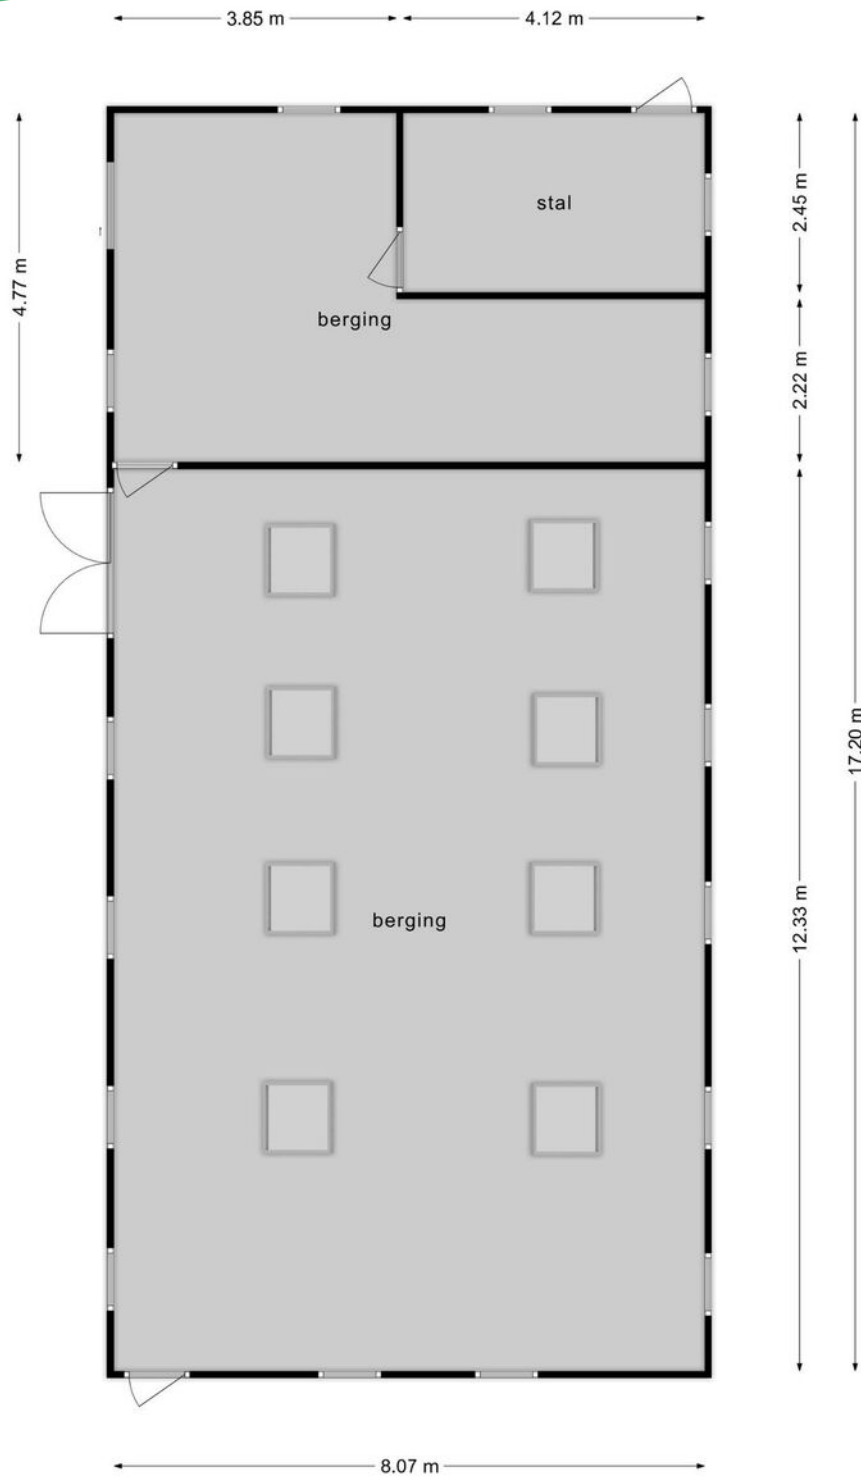 3.85 m
4.12 m
stal
2.45 m
4.77 m
berging
2.22 m
17.20 m
berging
12.33 m
8.07 m